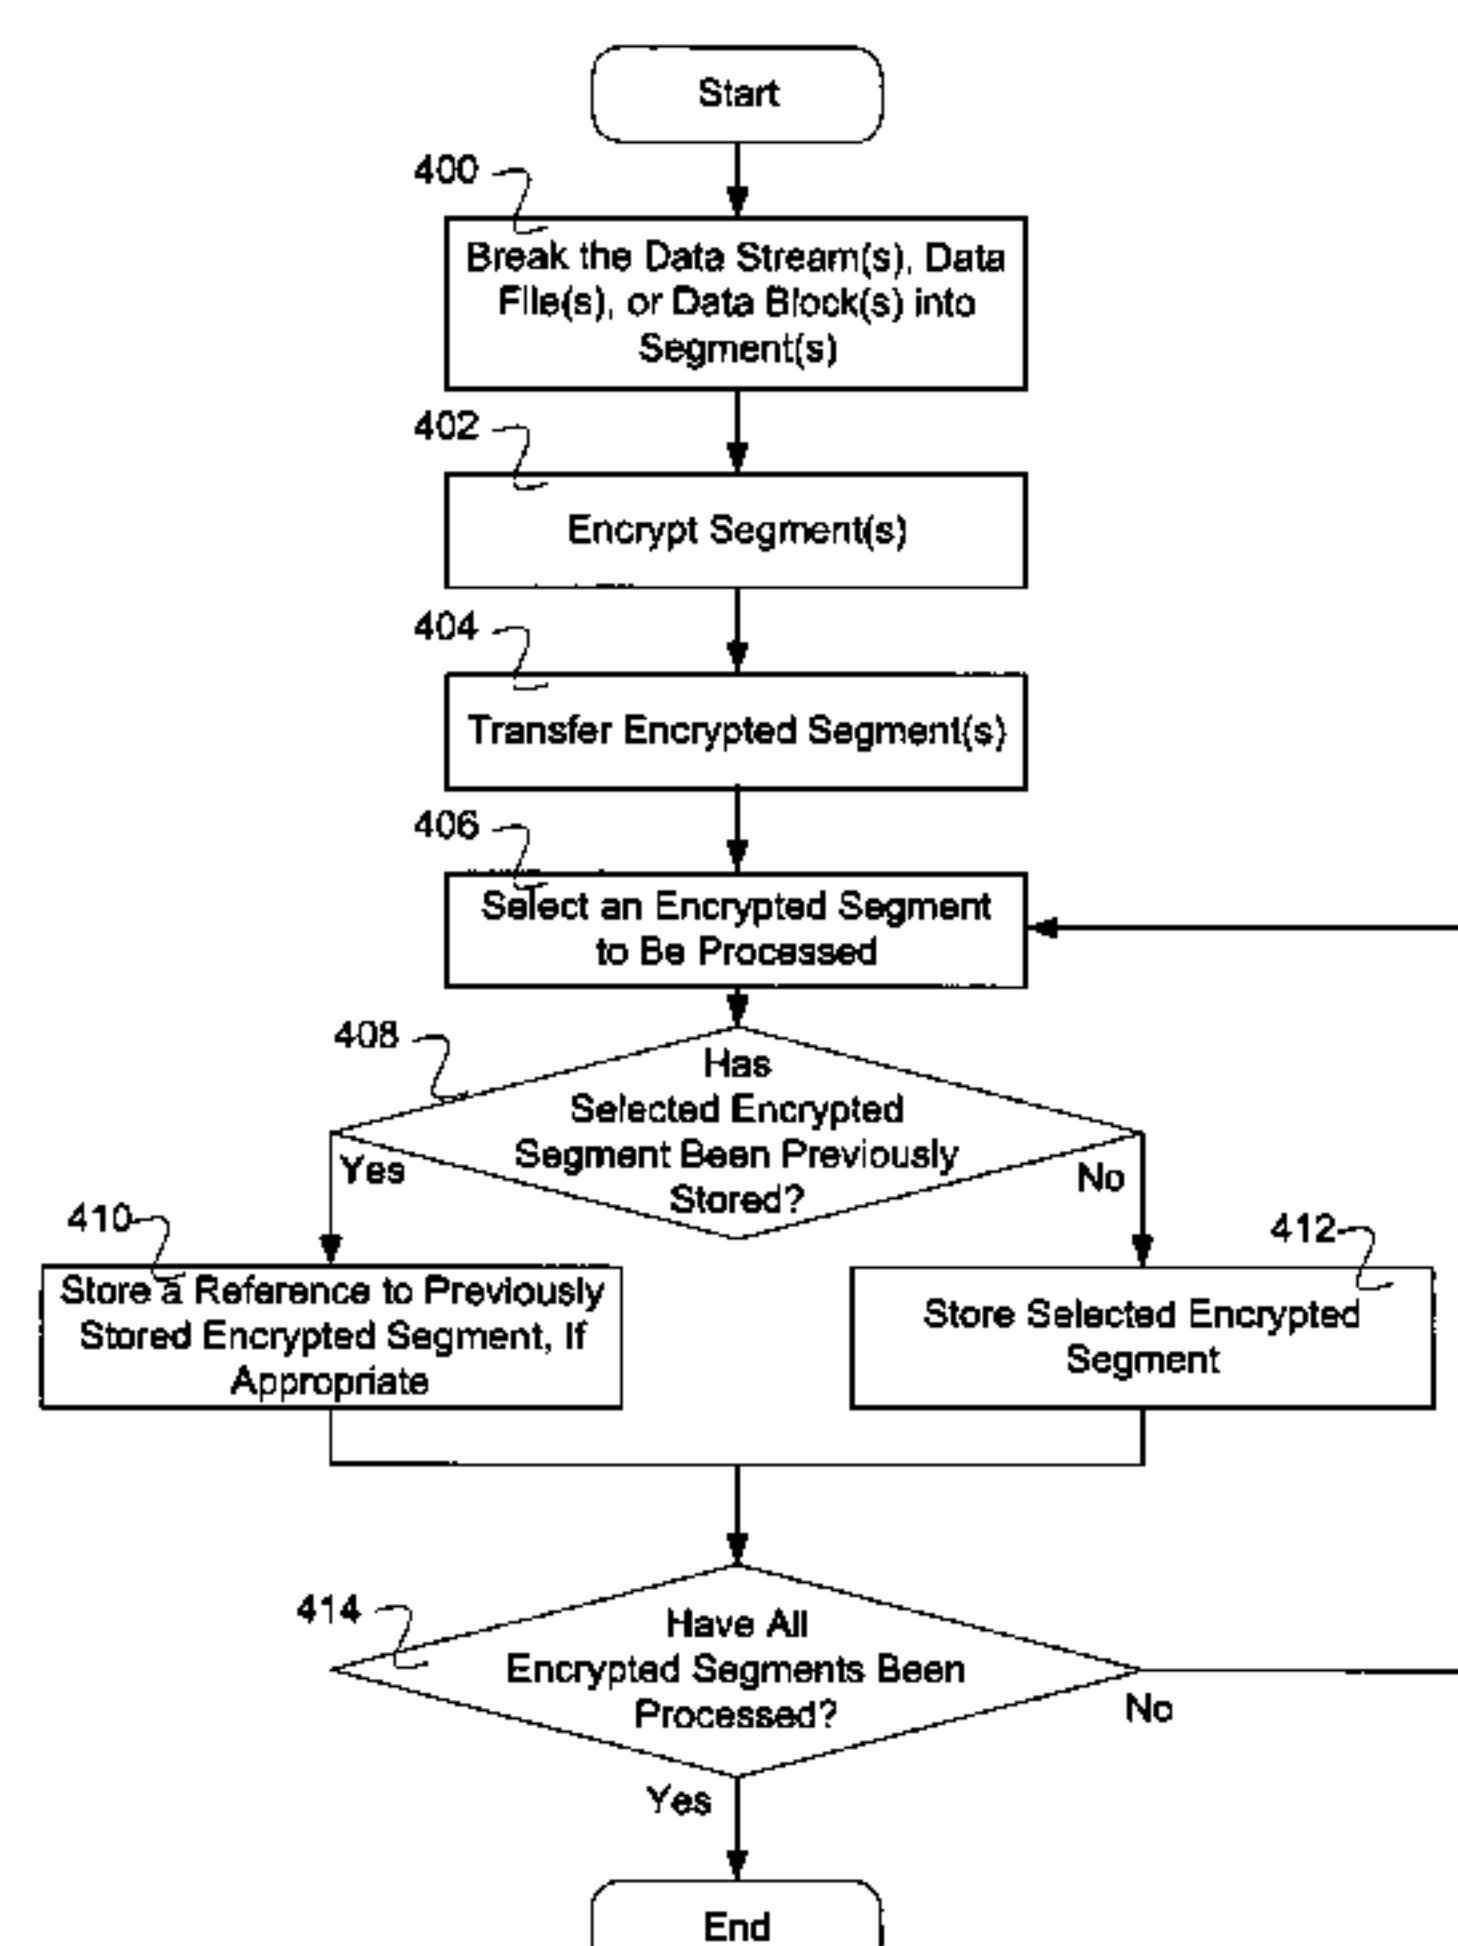 Start
400
Break the Data Stream(s), Data
File(s), or Data Block(s) into
Segment(s)
402
Encrypt Segment(s)
404
Transfer Encrypted Segment(s)
406
Select an Encrypted Segment
to Be Processed
408
Has
Selected Encrypted
Segment Been Previously
Stored?
Yes
No
410
Store a Reference to Previously
Stored Encrypted Segment, If
Appropriate
412
Store Selected Encrypted
Segment
414
Have All
Encrypted Segments Been
Processed?
No
Yes
End